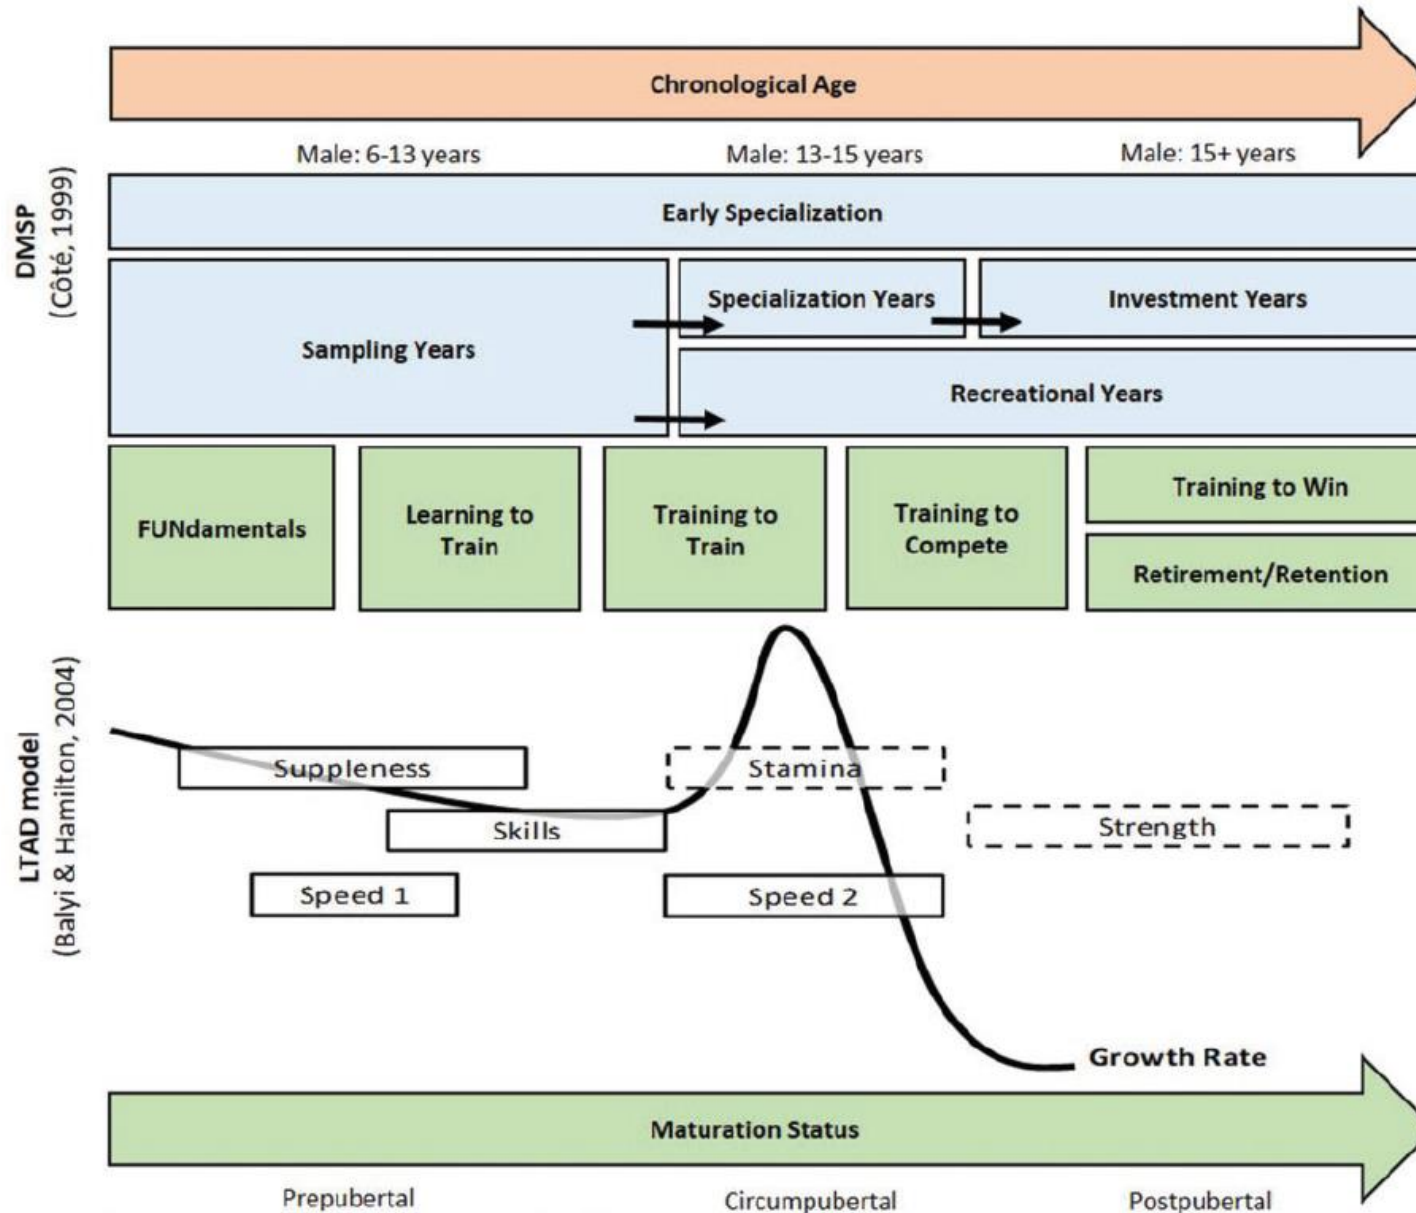 Chronological Age
Male: 6-13 years
Male: 13-15 years
Male: 15+ years
DMSP
(Côté, 1999)
Early Specialization
Sampling Years
Specialization Years
Investment Years
Recreational Years
FUNdamentals
Learning to
Train
Training to
Train
Training to
Compete
Training to Win
Retirement/Retention
LTAD model
(Balyi & Hamilton, 2004)
Suppleness
Stamina
Skills
Strength
Speed 1
Speed 2
Growth Rate
Maturation Status
Prepubertal
Circumpubertal
Postpubertal